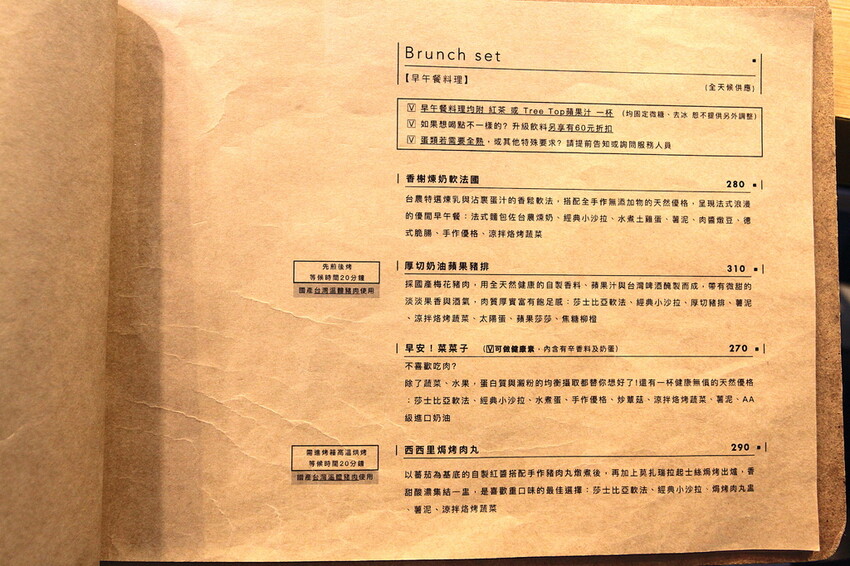 Brunch set
【早午餐料理】
(全天候供應)
V 早午餐料理均附 紅茶 或 Tree Top蘋果汁 一杯 (均固定微糖、去冰 恕不提供另外調整)
V 如果想喝點不一樣的? 升級飲料另享有60元折扣
V 蛋類若需要全熟，或其他特殊要求? 請提前告知或詢問服務人員
香榭煉奶軟法國 280
台農特選煉乳與沾裹蛋汁的香鬆軟法，搭配全手作無添加物的天然優格，呈現法式浪漫
的優閒早午餐：法式麵包佐台農煉奶、經典小沙拉、水煮土雞蛋、薯泥、肉醬燉豆、德
式脆腸、手作優格、涼拌烙烤蔬菜
先煎後烤
等候時間20分鐘
國產台灣溫體豬肉使用
厚切奶油蘋果豬排 310
採國產梅花豬肉，用全天然健康的自製香料、蘋果汁與台灣啤酒醃製而成，帶有微甜的
淡淡果香與酒氣，肉質厚實富有飽足感：莎士比亞軟法、經典小沙拉、厚切豬排、薯泥
、涼拌烙烤蔬菜、太陽蛋、蘋果莎莎、焦糖柳橙
早安！菜菜子 (V可做健康素，內含有辛香料及奶蛋) 270
不喜歡吃肉?
除了蔬菜、水果，蛋白質與澱粉的均衡攝取都替你想好了!還有一杯健康無價的天然優格
：莎士比亞軟法、經典小沙拉、水煮蛋、手作優格、炒蕈菇、涼拌烙烤蔬菜、薯泥、AA
級進口奶油
需進烤箱高溫烘烤
等候時間20分鐘
國產台灣溫體豬肉使用
西西里焗烤肉丸 290
以蕃茄為基底的自製紅醬搭配手作豬肉丸燉煮後，再加上莫扎瑞拉起士絲焗烤出爐，香
甜酸濃集結一盅，是喜歡重口味的最佳選擇：莎士比亞軟法、經典小沙拉、焗烤肉丸盅
、薯泥、涼拌烙烤蔬菜